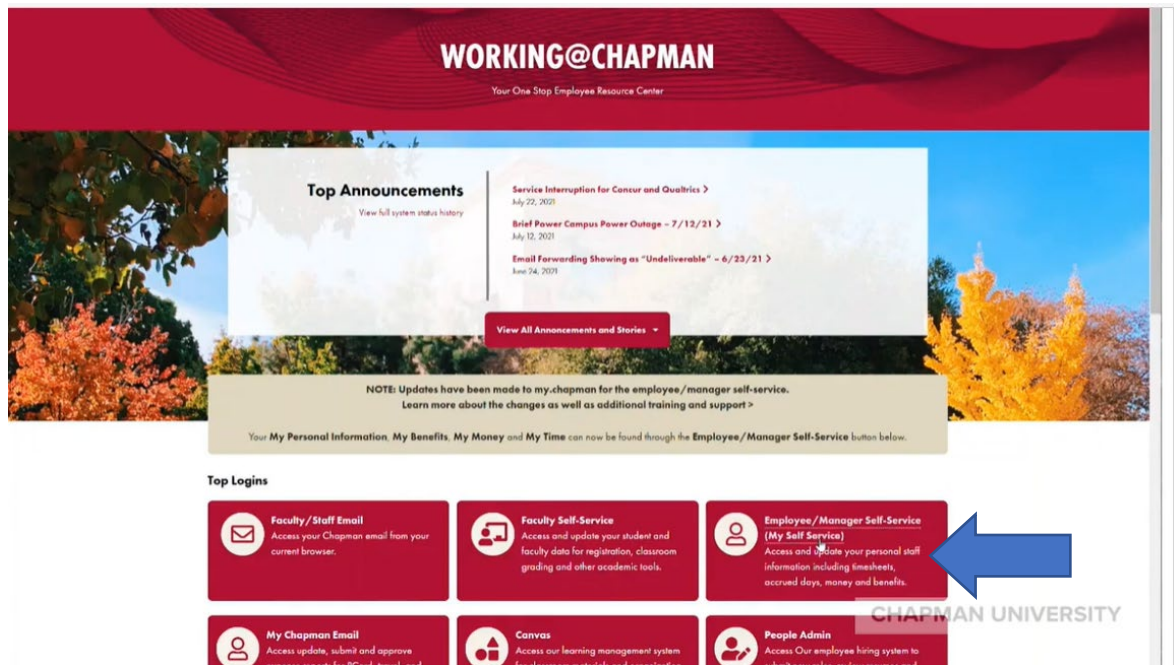 WORKING@CHAPMAN
Your One Stop Employee Resource Center
Top Announcements
View full system status history
Service Interruption for Concur and Qualtrics >
July 22, 2021
Brief Power Campus Power Outage – 7/12/21 >
July 12, 2021
Email Forwarding Showing as "Undeliverable" – 6/23/21 >
June 24, 2021
View All Announcements and Stories
NOTE: Updates have been made to my.chapman for the employee/manager self-service.
Learn more about the changes as well as additional training and support >
Your My Personal Information, My Benefits, My Money and My Time can now be found through the Employee/Manager Self-Service button below.
Top Logins
Faculty/Staff Email
Access your Chapman email from your
current browser.
Faculty Self-Service
Access and update your student and
faculty data for registration, classroom
grading and other academic tools.
Employee/Manager Self-Service
(My Self Service)
Access and update your personal staff
information including timesheets,
accrued days, money and benefits.
CHAPMAN UNIVERSITY
My Chapman Email
Access update, submit and approve
Canvas
Access our learning management system
People Admin
Access Our employee hiring system to